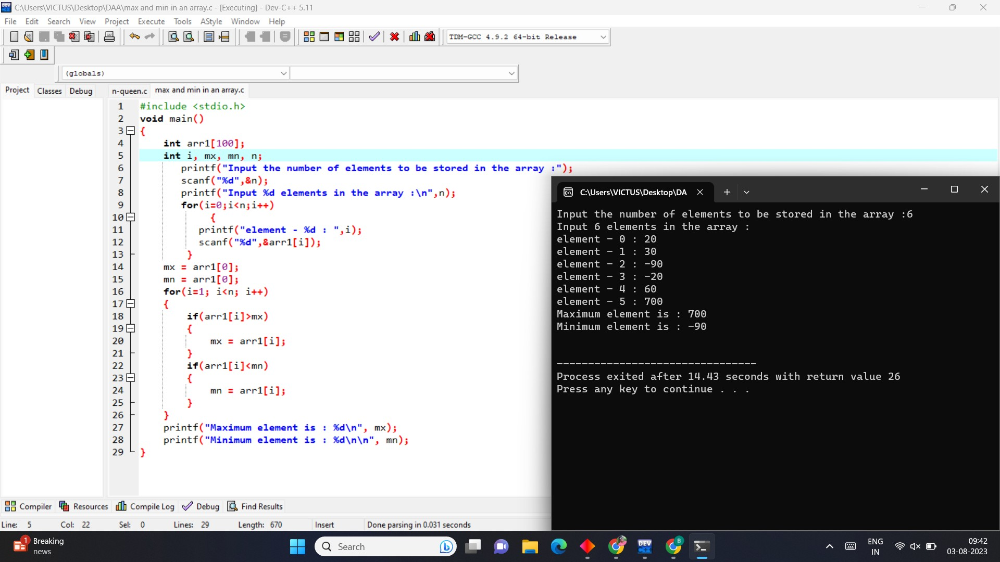 C:\Users\VICTUS\Desktop\DAA\max and min in an array.c - [Executing] - Dev-C++ 5.11
File Edit Search View Project Execute Tools AStyle Window Help
TDM-GCC 4.9.2 64-bit Release
(globals)
Project Classes Debug
n-queen.c max and min in an array.c
1 #include <stdio.h>
2 void main()
3 {
4 int arr1[100];
5 int i, mx, mn, n;
6 printf("Input the number of elements to be stored in the array :");
7 scanf("%d",&n);
8 printf("Input %d elements in the array :\n",n);
9 for(i=0;i<n;i++)
10 {
11 printf("element - %d : ",i);
12 scanf("%d",&arr1[i]);
13 }
14 mx = arr1[0];
15 mn = arr1[0];
16 for(i=1; i<n; i++)
17 {
18 if(arr1[i]>mx)
19 {
20 mx = arr1[i];
21 }
22 if(arr1[i]<mn)
23 {
24 mn = arr1[i];
25 }
26 }
27 printf("Maximum element is : %d\n", mx);
28 printf("Minimum element is : %d\n\n", mn);
29 }
C:\Users\VICTUS\Desktop\DA
Input the number of elements to be stored in the array :6
Input 6 elements in the array :
element - 0 : 20
element - 1 : 30
element - 2 : -90
element - 3 : -20
element - 4 : 60
element - 5 : 700
Maximum element is : 700
Minimum element is : -90
--------------------------------
Process exited after 14.43 seconds with return value 26
Press any key to continue . . .
Compiler Resources Compile Log Debug Find Results
Line: 5 Col: 22 Sel: 0 Lines: 29 Length: 670 Insert Done parsing in 0.031 seconds
1
Breaking
news
Search
DEV
B
ENG
IN
09:42
03-08-2023